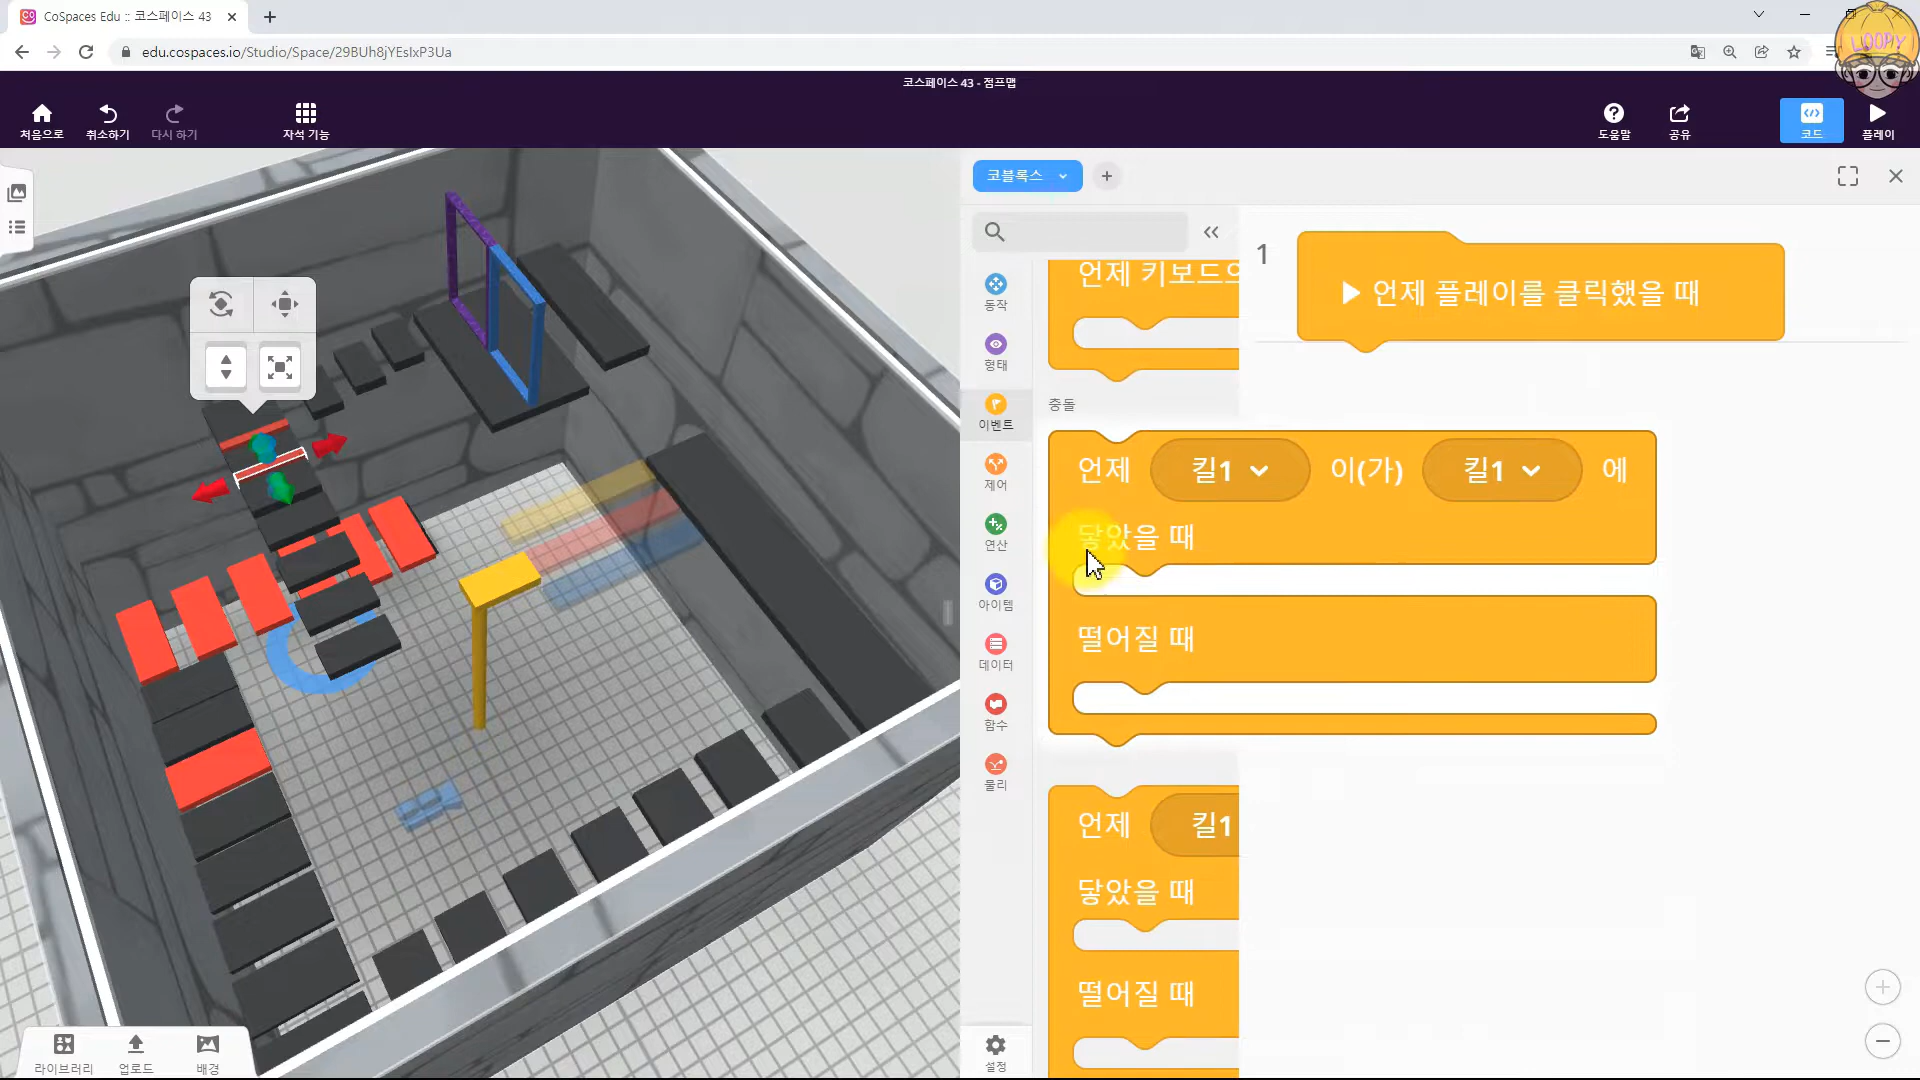 CoSpaces Edu :: 코스페이스 43
edu.cospaces.io/Studio/Space/29BUh8jYEsIxP3Ua
LOOPY
코스페이스 43 - 점프맵
처음으로
취소하기
다시 하기
자석 기능
도움말
공유
코드
플레이
코블록스
1
언제 플레이를 클릭했을 때
동작
형태
이벤트
제어
연산
아이템
데이터
함수
물리
설정
언제 키보드으
충돌
언제 킬1 이(가) 킬1 에
닿았을 때
떨어질 때
언제 킬1
닿았을 때
떨어질 때
라이브러리
업로드
배경